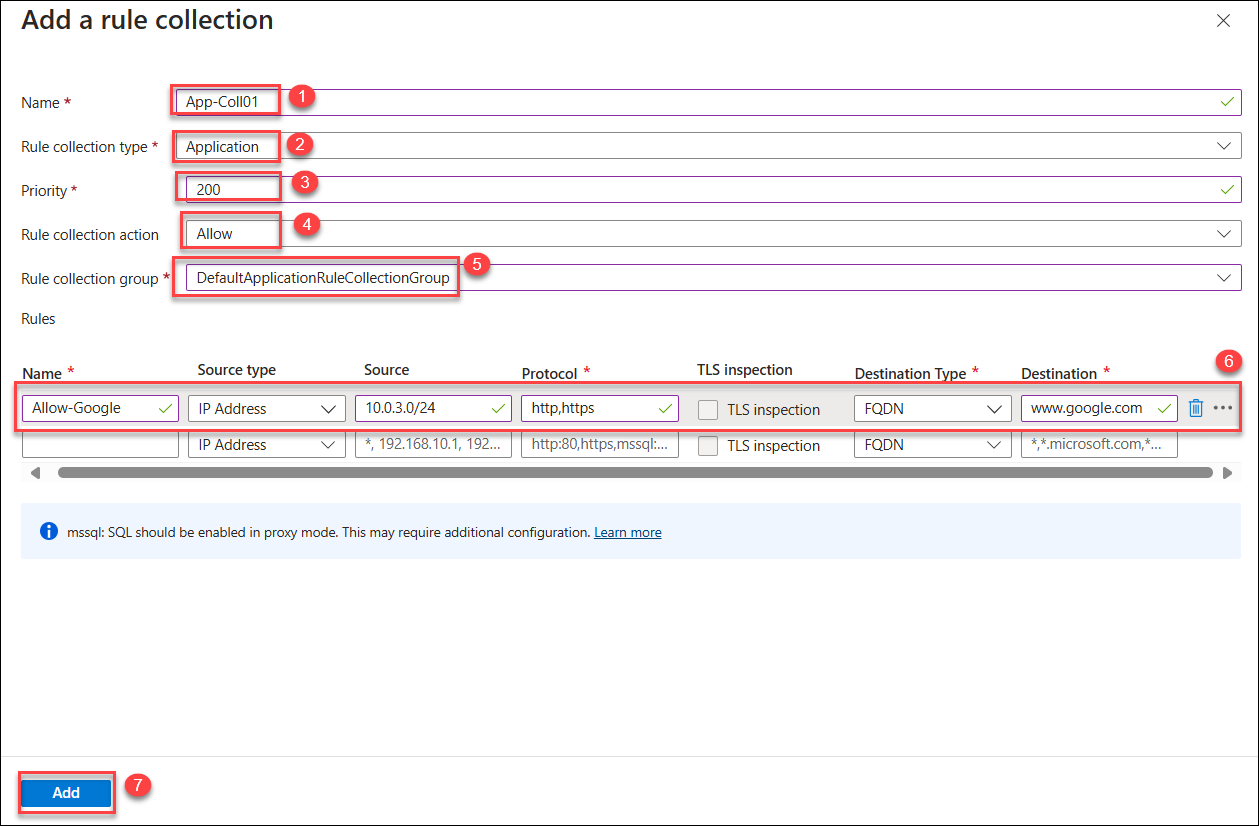 Add a rule collection
Name * App-Coll01 1
Rule collection type * Application 2
Priority * 200 3
Rule collection action Allow 4
Rule collection group * DefaultApplicationRuleCollectionGroup 5
Rules
6
Name * Source type Source Protocol * TLS inspection Destination Type * Destination *
Allow-Google IP Address 10.0.3.0/24 http,https TLS inspection FQDN www.google.com
IP Address *, 192.168.10.1, 192... http:80,https,mssql:... TLS inspection FQDN *,*.microsoft.com,*...
mssql: SQL should be enabled in proxy mode. This may require additional configuration. Learn more
Add 7